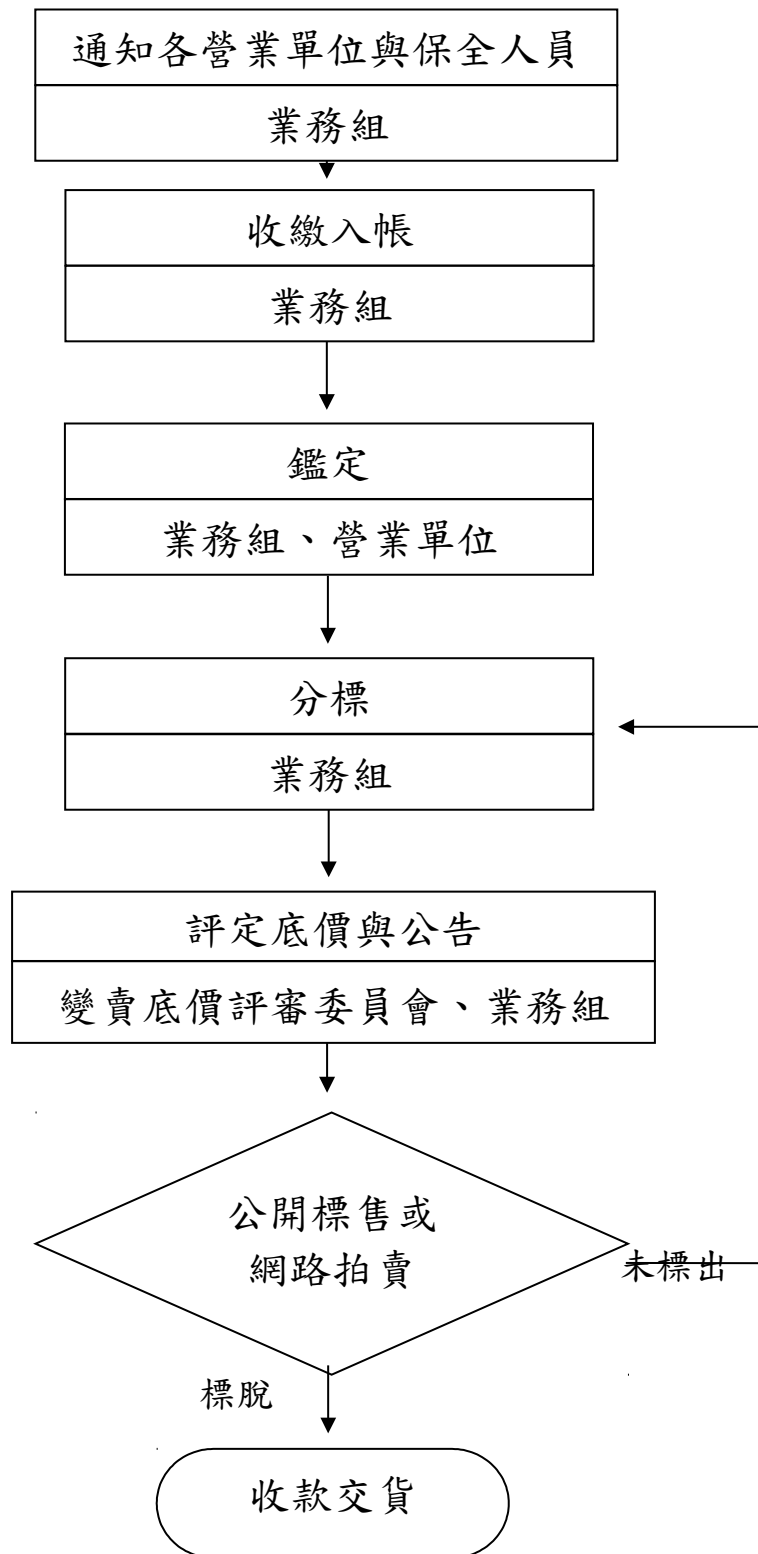 通知各營業單位與保全人員
業務組
收繳入帳
業務組
鑑定
業務組、營業單位
分標
業務組
評定底價與公告
變賣底價評審委員會、業務組
公開標售或
網路拍賣
未標出
標脫
收款交貨